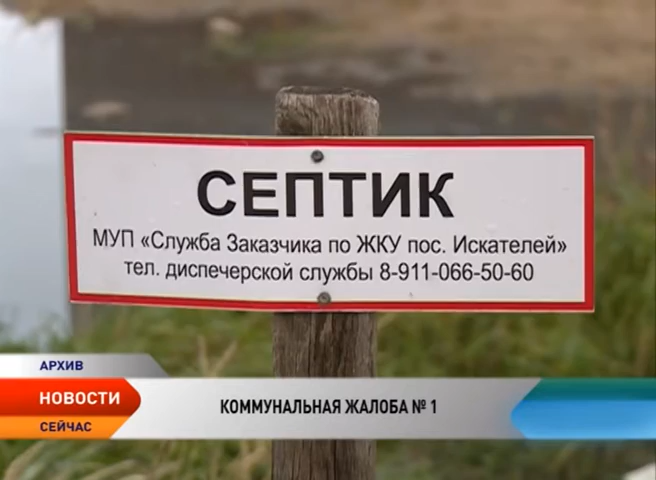 СЕПТИК
МУП «Служба Заказчика по ЖКУ пос. Искателей»
тел. диспечерской службы 8-911-066-50-60
АРХИВ
НОВОСТИ
СЕЙЧАС
КОММУНАЛЬНАЯ ЖАЛОБА № 1